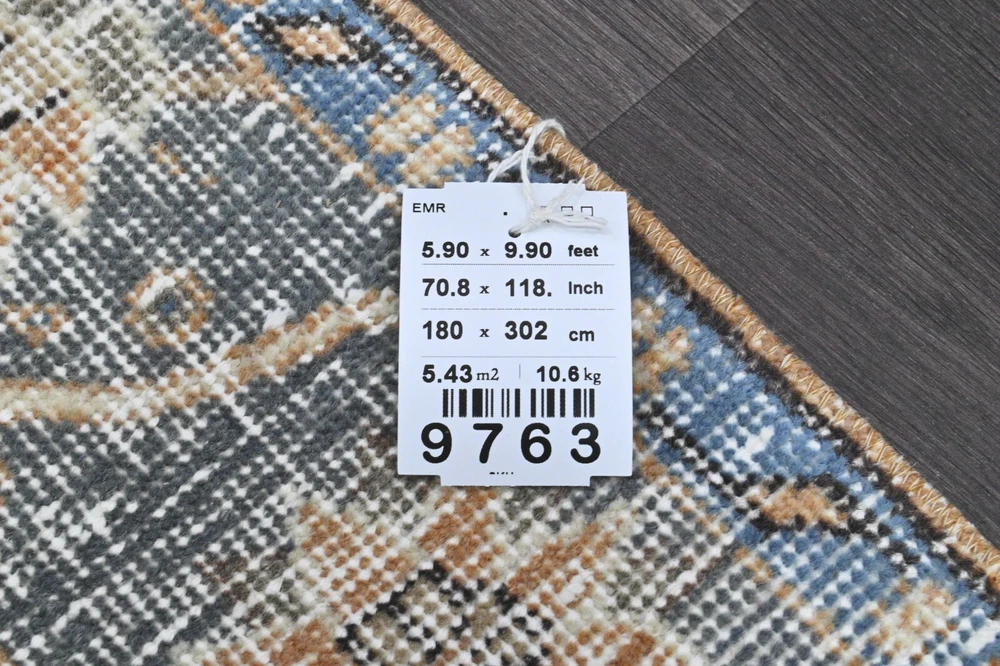 EMR
5.90 x 9.90 feet
70.8 x 118. Inch
180 x 302 cm
5.43 m2 | 10.6 kg
9763